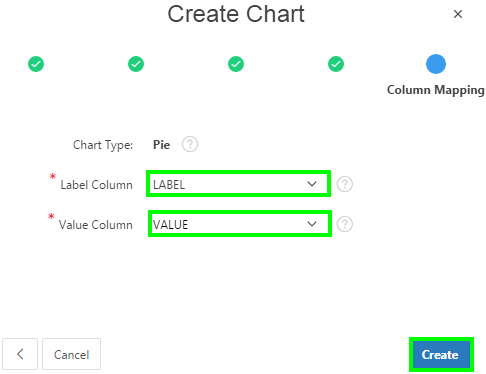 Create Chart
Column Mapping
Chart Type: Pie
* Label Column LABEL
* Value Column VALUE
Cancel Create